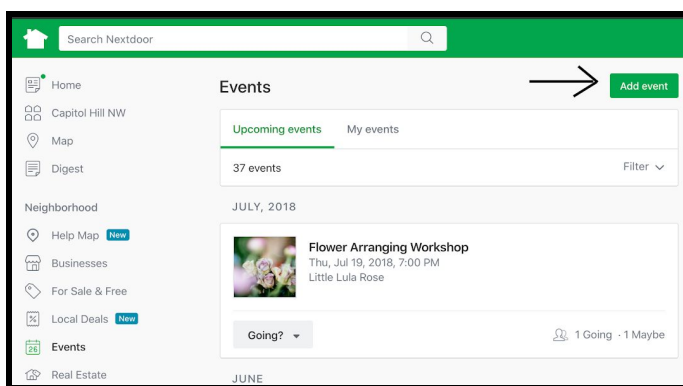 Search Nextdoor
Home
Capitol Hill NW
Map
Digest
Neighborhood
Help Map New
Businesses
For Sale & Free
Local Deals New
26 Events
Real Estate
Events
Add event
Upcoming events My events
37 events Filter
JULY, 2018
Flower Arranging Workshop
Thu, Jul 19, 2018, 7:00 PM
Little Lula Rose
Going? 1 Going · 1 Maybe
JUNE